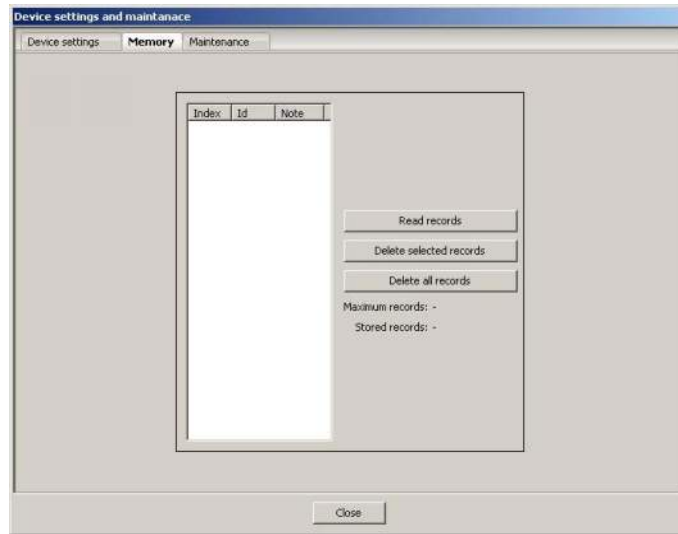 Device settings and maintanace
Device settings Memory Maintenance
Index Id Note
Read records
Delete selected records
Delete all records
Maximum records: -
Stored records: -
Close